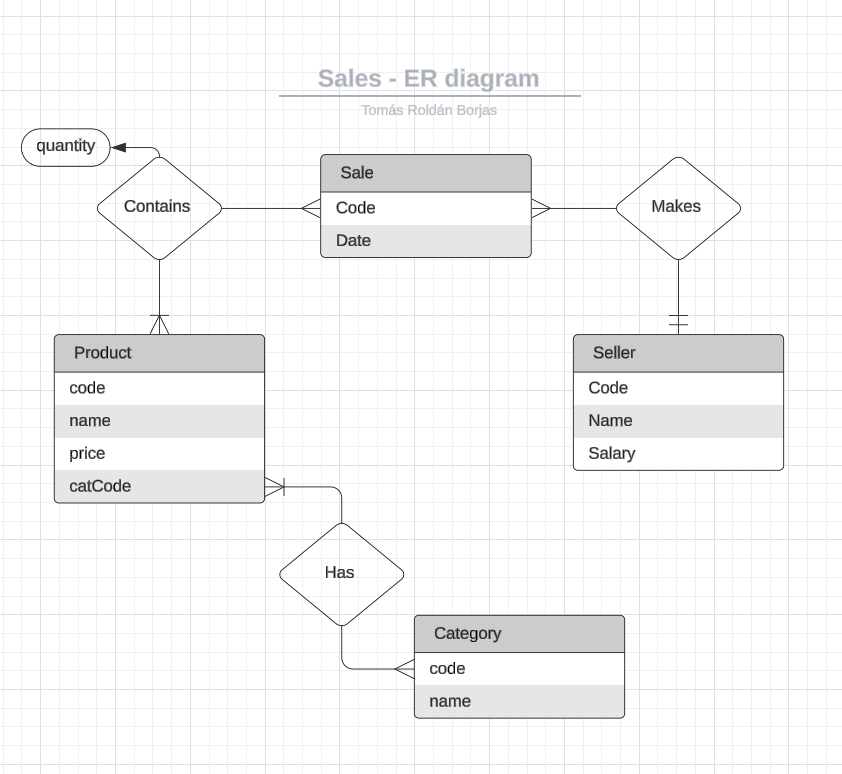 Sales - ER diagram
Tomás Roldán Borjas
quantity
Contains
Sale
Code
Date
Makes
Product
code
name
price
catCode
Seller
Code
Name
Salary
Has
Category
code
name